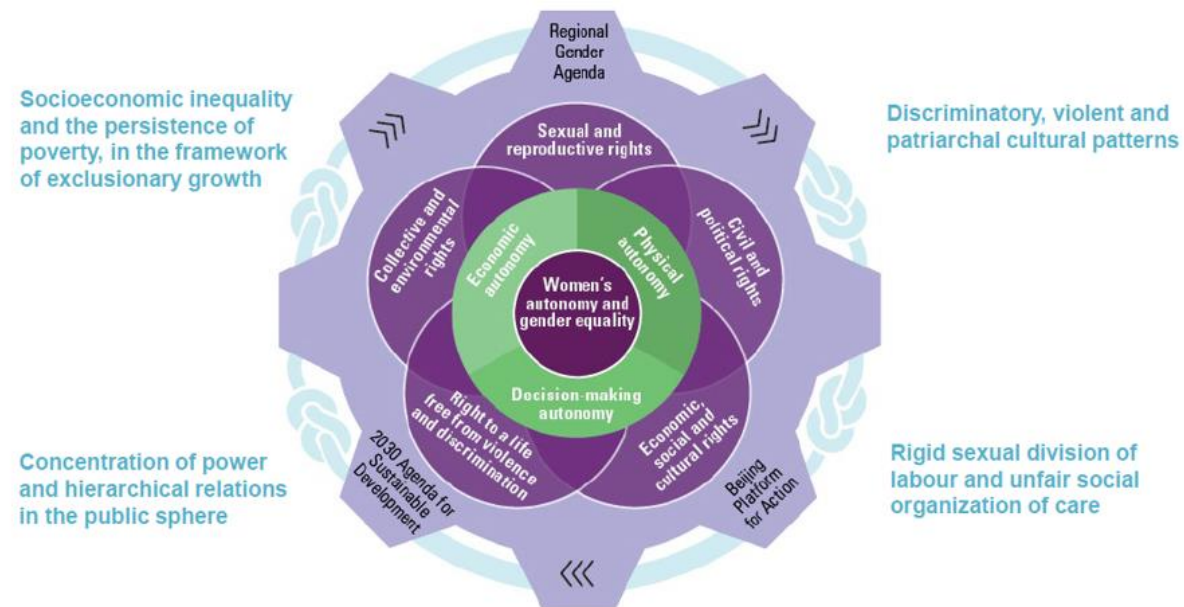 Regional
Gender
Agenda
Socioeconomic inequality
and the persistence of
poverty, in the framework
of exclusionary growth
Discriminatory, violent and
patriarchal cultural patterns
Sexual and
reproductive rights
Collective and
environmental
rights
Civil and
political rights
Economic
autonomy
Physical
autonomy
Women's
autonomy and
gender equality
Decision-making
autonomy
Right to a life
free from violence
and discrimination
Economic,
social and
cultural rights
2030 Agenda for
Sustainable
Development
Beijing
Platform
for Action
Concentration of power
and hierarchical relations
in the public sphere
Rigid sexual division of
labour and unfair social
organization of care